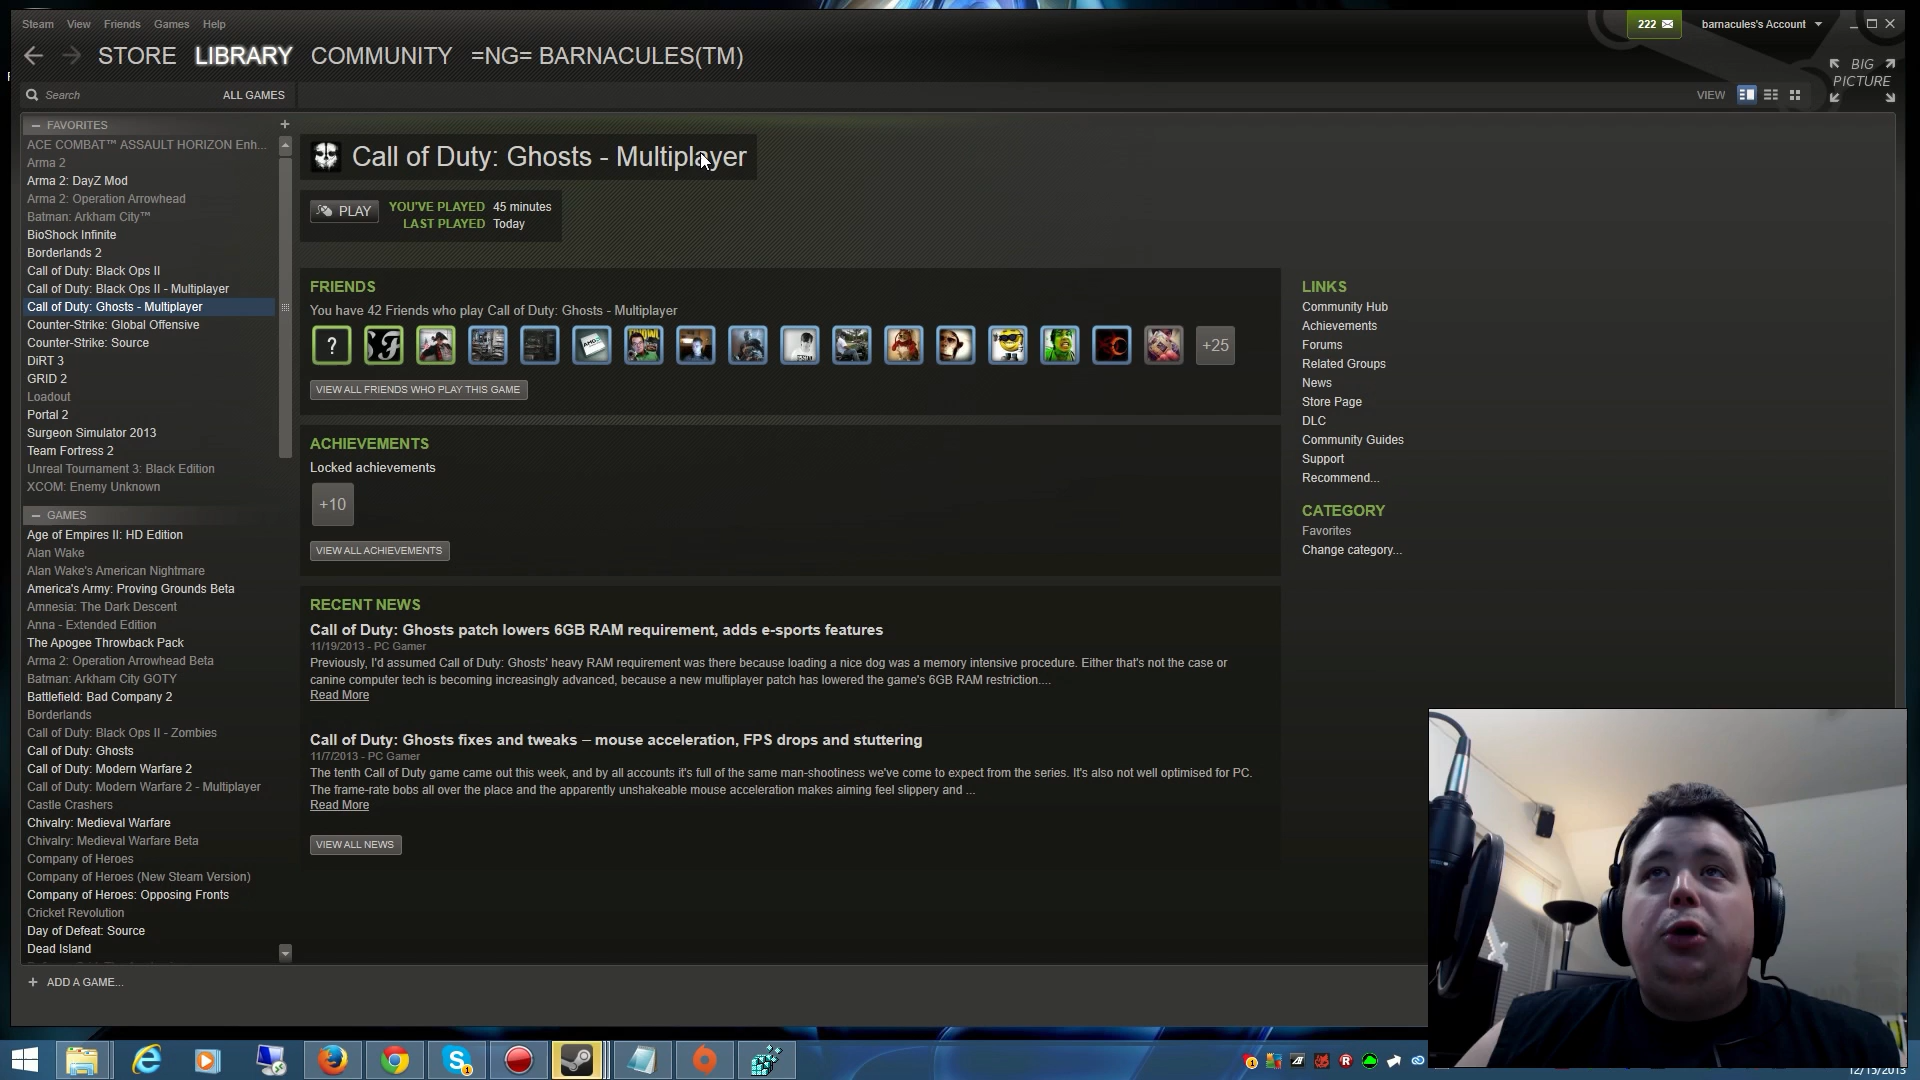 Steam View Friends Games Help
222
barnacules's Account
STORE LIBRARY COMMUNITY =NG= BARNACULES(TM)
BIG
PICTURE
Search
ALL GAMES
VIEW
FAVORITES
ACE COMBAT™ ASSAULT HORIZON Enh...
Arma 2
Arma 2: DayZ Mod
Arma 2: Operation Arrowhead
Batman: Arkham City™
BioShock Infinite
Borderlands 2
Call of Duty: Black Ops II
Call of Duty: Black Ops II - Multiplayer
Call of Duty: Ghosts - Multiplayer
Counter-Strike: Global Offensive
Counter-Strike: Source
DiRT 3
GRID 2
Loadout
Portal 2
Surgeon Simulator 2013
Team Fortress 2
Unreal Tournament 3: Black Edition
XCOM: Enemy Unknown
GAMES
Age of Empires II: HD Edition
Alan Wake
Alan Wake's American Nightmare
America's Army: Proving Grounds Beta
Amnesia: The Dark Descent
Anna - Extended Edition
The Apogee Throwback Pack
Arma 2: Operation Arrowhead Beta
Batman: Arkham City GOTY
Battlefield: Bad Company 2
Borderlands
Call of Duty: Black Ops II - Zombies
Call of Duty: Ghosts
Call of Duty: Modern Warfare 2
Call of Duty: Modern Warfare 2 - Multiplayer
Castle Crashers
Chivalry: Medieval Warfare
Chivalry: Medieval Warfare Beta
Company of Heroes
Company of Heroes (New Steam Version)
Company of Heroes: Opposing Fronts
Cricket Revolution
Day of Defeat: Source
Dead Island
+ ADD A GAME...
Call of Duty: Ghosts - Multiplayer
PLAY
YOU'VE PLAYED 45 minutes
LAST PLAYED Today
FRIENDS
You have 42 Friends who play Call of Duty: Ghosts - Multiplayer
+25
VIEW ALL FRIENDS WHO PLAY THIS GAME
ACHIEVEMENTS
Locked achievements
+10
VIEW ALL ACHIEVEMENTS
RECENT NEWS
Call of Duty: Ghosts patch lowers 6GB RAM requirement, adds e-sports features
11/19/2013 - PC Gamer
Previously, I'd assumed Call of Duty: Ghosts' heavy RAM requirement was there because loading a nice dog was a memory intensive procedure. Either that's not the case or
canine computer tech is becoming increasingly advanced, because a new multiplayer patch has lowered the game's 6GB RAM restriction....
Read More
Call of Duty: Ghosts fixes and tweaks – mouse acceleration, FPS drops and stuttering
11/7/2013 - PC Gamer
The tenth Call of Duty game came out this week, and by all accounts it's full of the same man-shootiness we've come to expect from the series. It's also not well optimised for PC.
The frame-rate bobs all over the place and the apparently unshakeable mouse acceleration makes aiming feel slippery and ...
Read More
VIEW ALL NEWS
LINKS
Community Hub
Achievements
Forums
Related Groups
News
Store Page
DLC
Community Guides
Support
Recommend...
CATEGORY
Favorites
Change category...
12/15/2013